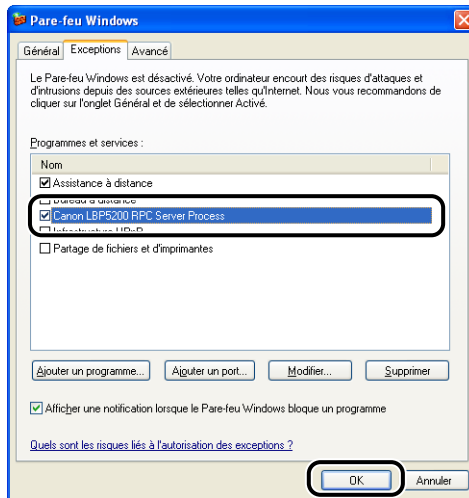 Pare-feu Windows
Général Exceptions Avancé
Le Pare-feu Windows est désactivé. Votre ordinateur encourt des risques d'attaques et
d'intrusions depuis des sources extérieures telles qu'Internet. Nous vous recommandons de
cliquer sur l'onglet Général et de sélectionner Activé.
Programmes et services :
Nom
Assistance à distance
Bureau à distance
Canon LBP5200 RPC Server Process
Infrastructure UPnP
Partage de fichiers et d'imprimantes
Ajouter un programme... Ajouter un port... Modifier... Supprimer
Afficher une notification lorsque le Pare-feu Windows bloque un programme
Quels sont les risques liés à l'autorisation des exceptions ?
OK Annuler